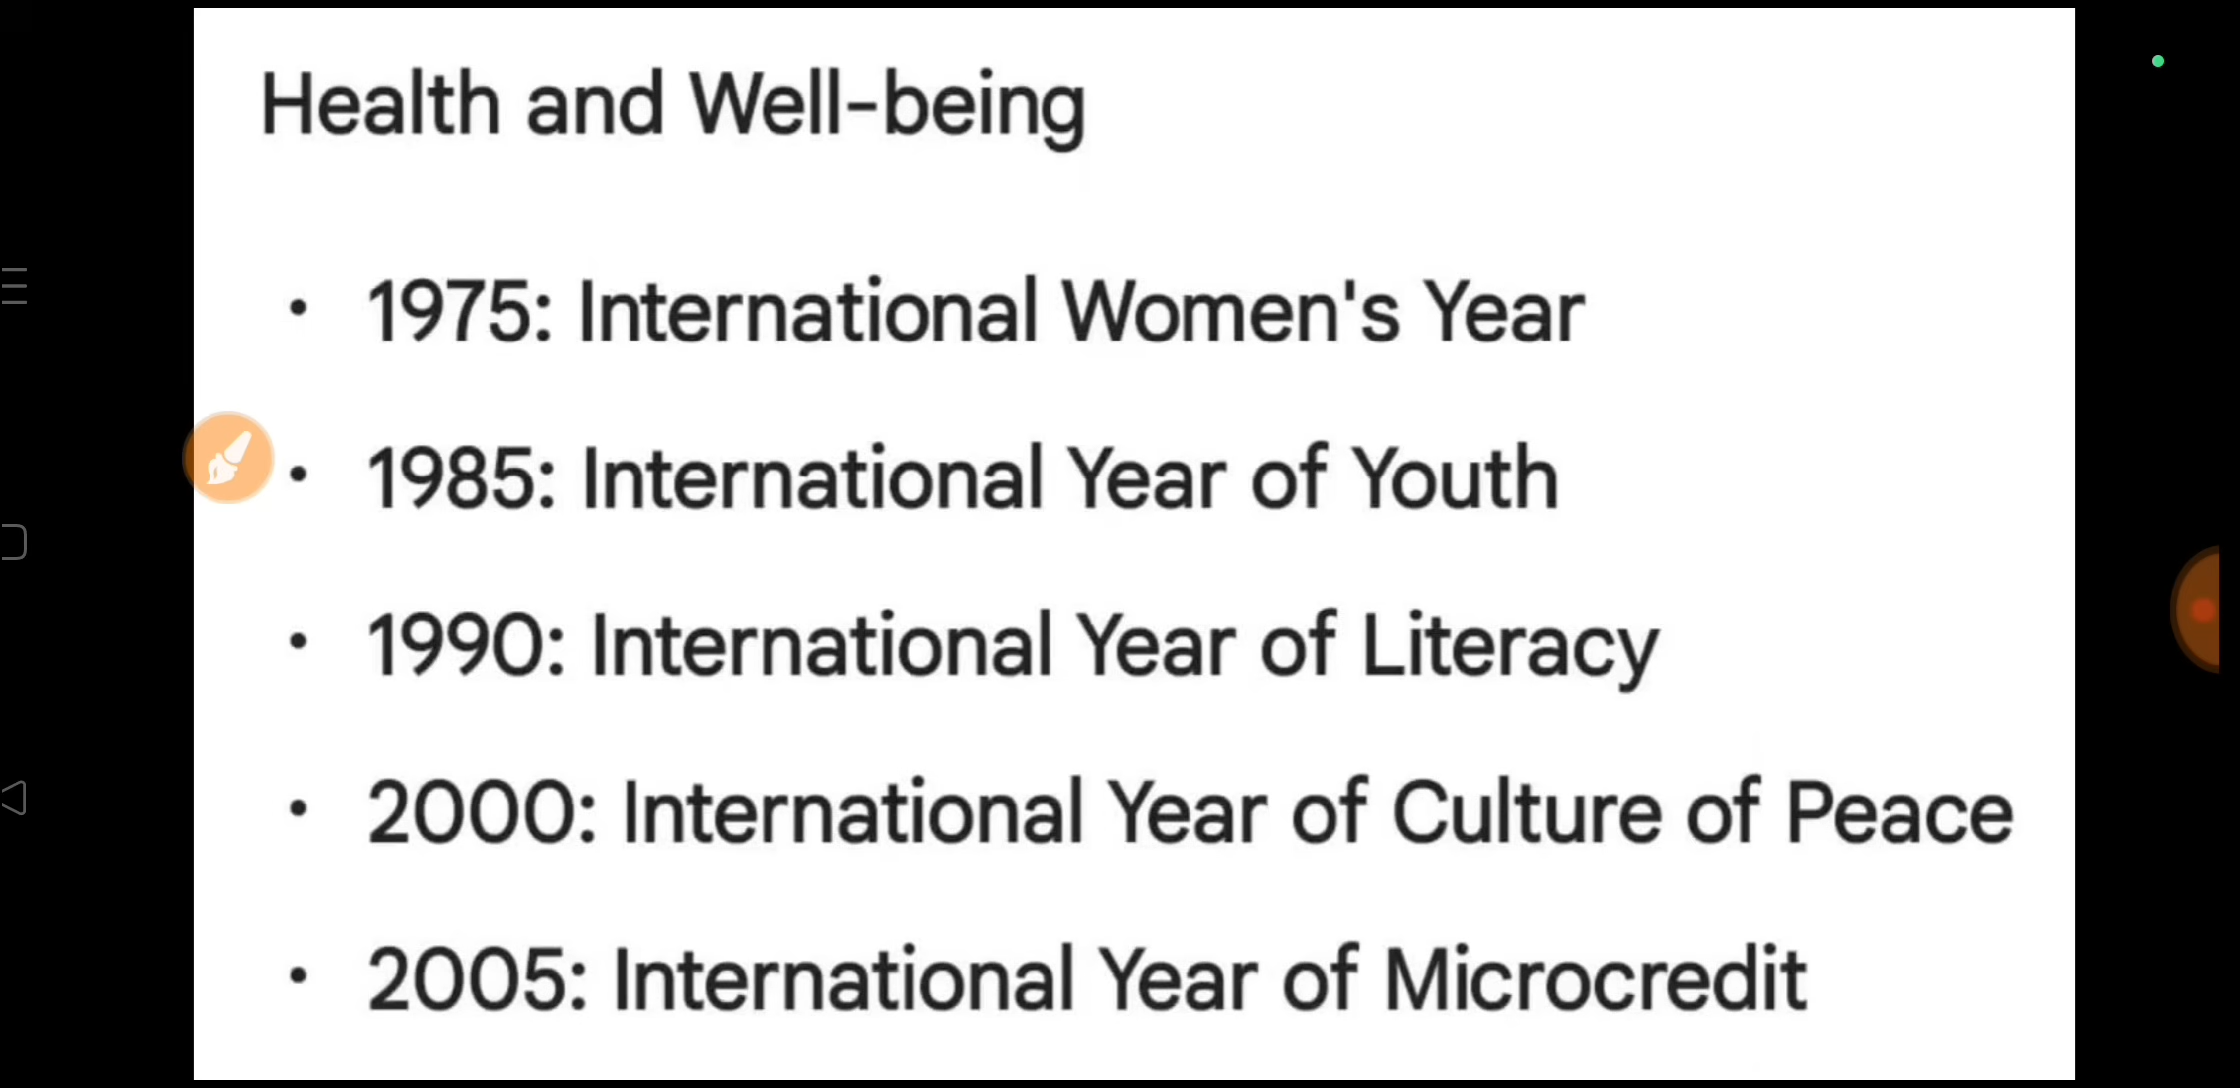 Health and Well-being
• 1975: International Women's Year
• 1985: International Year of Youth
• 1990: International Year of Literacy
• 2000: International Year of Culture of Peace
• 2005: International Year of Microcredit